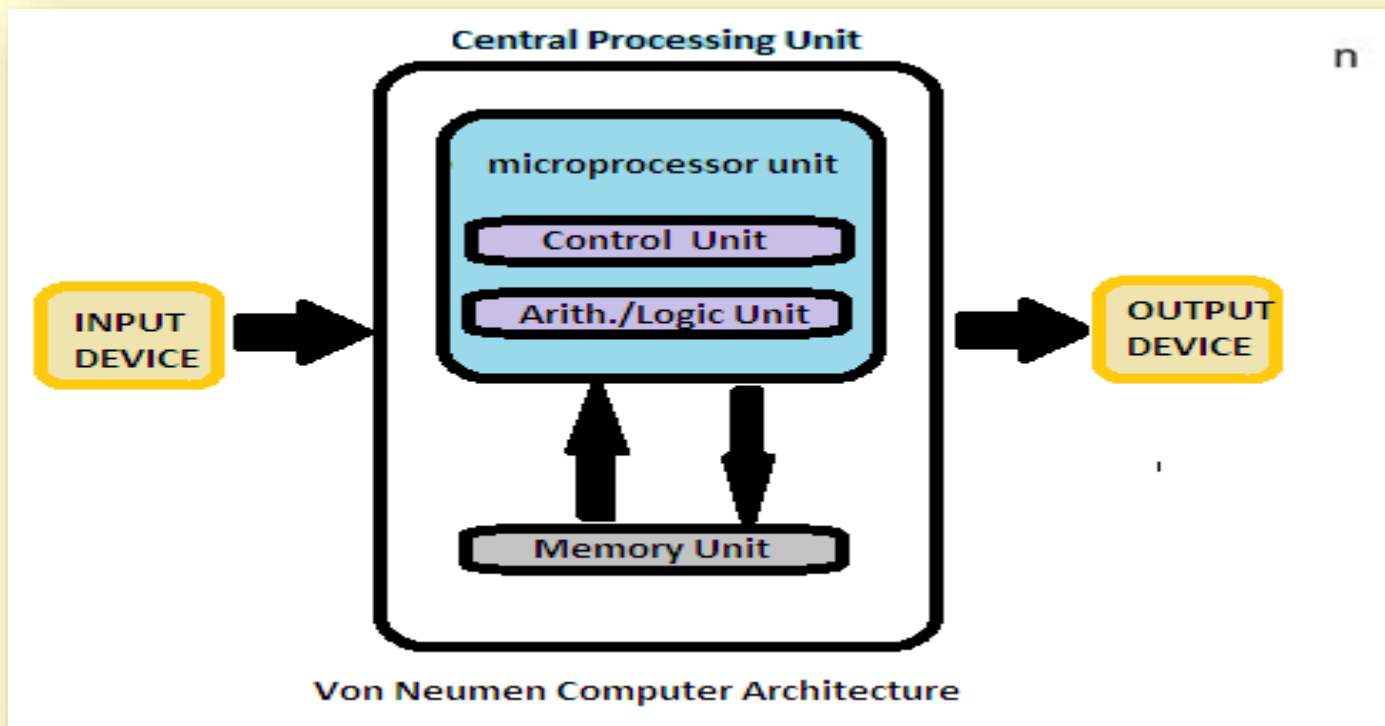 Central Processing Unit
n
microprocessor unit
Control Unit
Arith./Logic Unit
INPUT
DEVICE
OUTPUT
DEVICE
Memory Unit
Von Neumen Computer Architecture